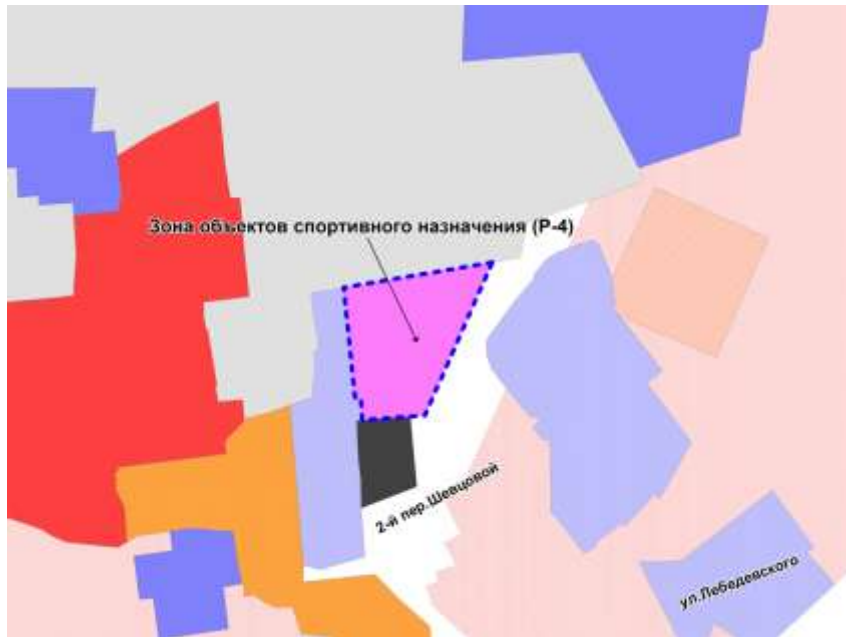 Зона объектов спортивного назначения (Р-4)
2-й пер.Шевцовой
ул.Лебедевского